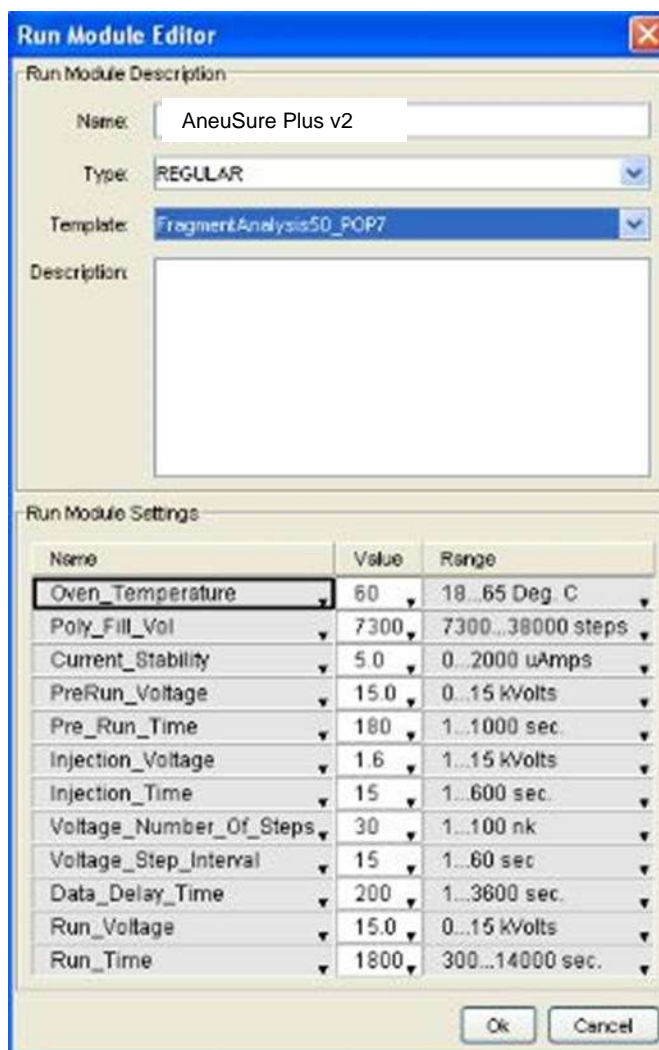 Run Module Editor
Run Module Description
Name: AneuSure Plus v2
Type: REGULAR
Template: FragmentAnalysis50_POP7
Description:
Run Module Settings
Name Value Range
Oven_Temperature 60 18...65 Deg. C
Poly_Fill_Vol 7300 7300...38000 steps
Current_Stability 5.0 0...2000 uAmps
PreRun_Voltage 15.0 0...15 kVolts
Pre_Run_Time 180 1...1000 sec.
Injection_Voltage 1.6 1...15 kVolts
Injection_Time 15 1...600 sec.
Voltage_Number_Of_Steps 30 1...100 nk
Voltage_Step_Interval 15 1...60 sec
Data_Delay_Time 200 1...3600 sec.
Run_Voltage 15.0 0...15 kVolts
Run_Time 1800 300...14000 sec.
Ok Cancel